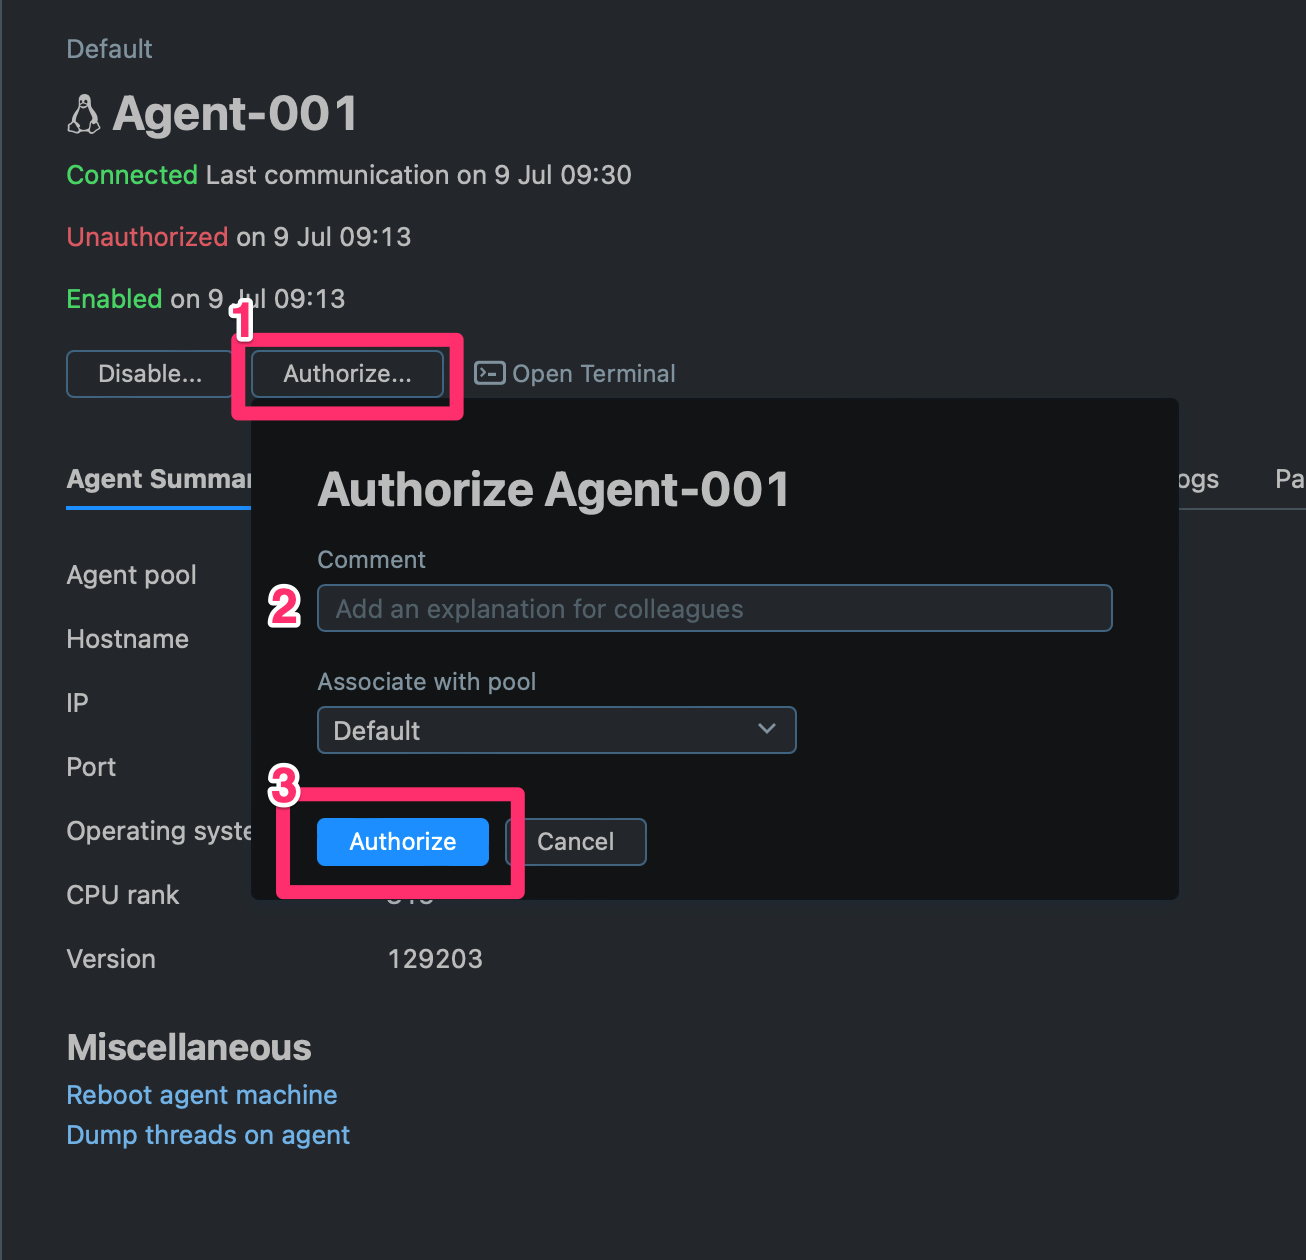 Default
Agent-001
Connected Last communication on 9 Jul 09:30
Unauthorized on 9 Jul 09:13
Enabled on 9 Jul 09:13
1
Disable... Authorize... Open Terminal
Agent Summar ogs Pa
Authorize Agent-001
Comment
Agent pool
2 Add an explanation for colleagues
Hostname
Associate with pool
IP
Default
Port
3
Operating syste
Authorize Cancel
CPU rank
Version 129203
Miscellaneous
Reboot agent machine
Dump threads on agent